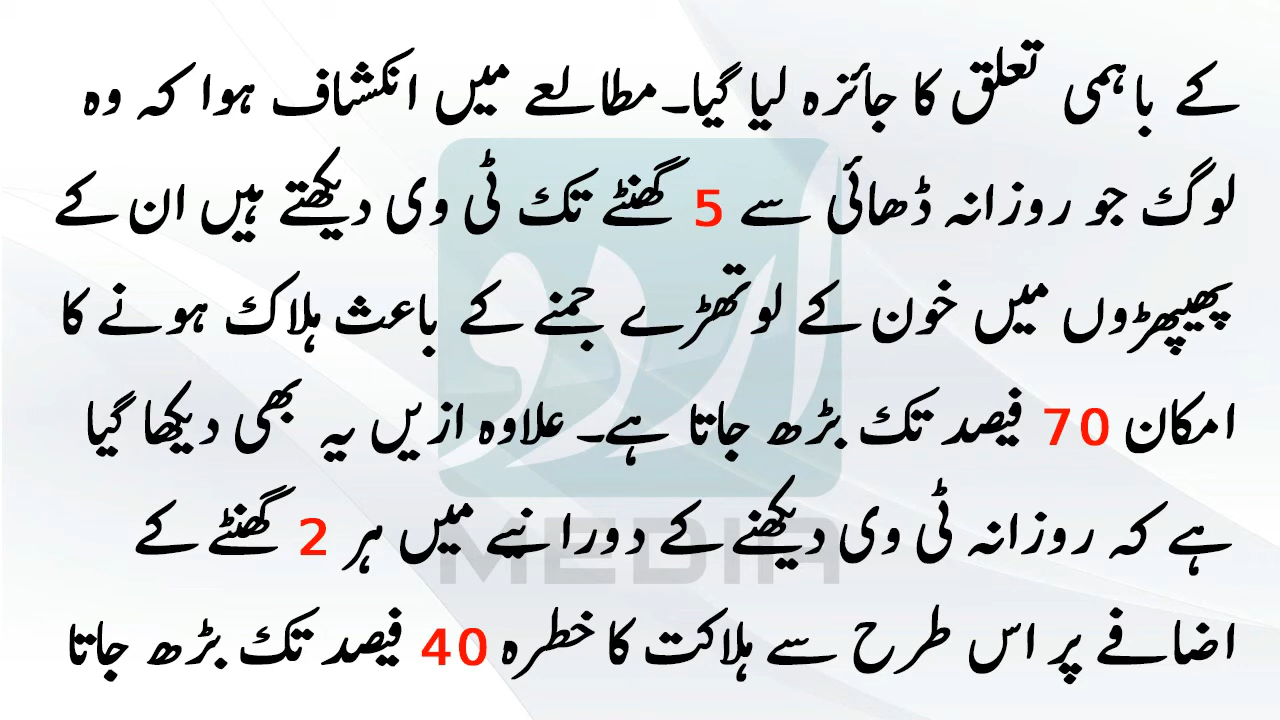 کے باہمی تعلق کا جائزہ لیا گیا۔مطالعے میں انکشاف ہوا کہ وہ
لوگ جو روزانہ ڈھائی سے 5 گھنٹے تک ٹی وی دیکھتے ہیں ان کے
پھیپھڑوں میں خون کے لوتھڑے جمنے کے باعث ہلاک ہونے کا
امکان 70 فیصد تک بڑھ جاتا ہے۔ علاوہ ازیں یہ بھی دیکھا گیا
ہے کہ روزانہ ٹی وی دیکھنے کے دورانیے میں ہر 2 گھنٹے کے
اضافے پر اس طرح سے ہلاکت کا خطرہ 40 فیصد تک بڑھ جاتا
اردو
MEDIA